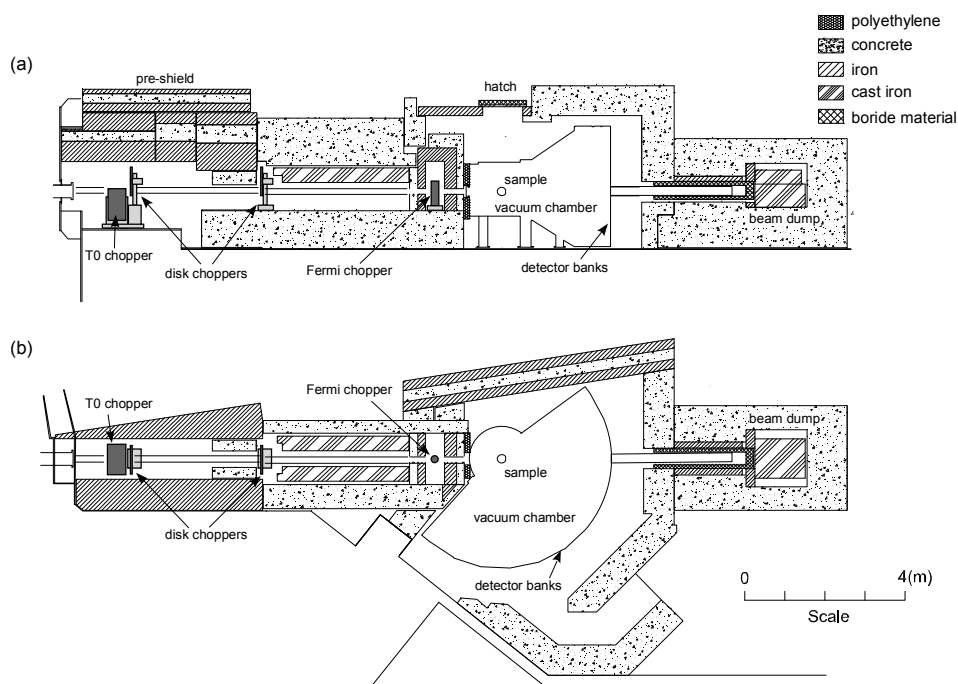 polyethylene
concrete
iron
cast iron
boride material
(a)
pre-shield
hatch
sample
vacuum chamber
beam dump
T0 chopper
disk choppers
Fermi chopper
detector banks
(b)
Fermi chopper
T0 chopper
beam dump
sample
vacuum chamber
disk choppers
detector banks
0 4(m)
Scale